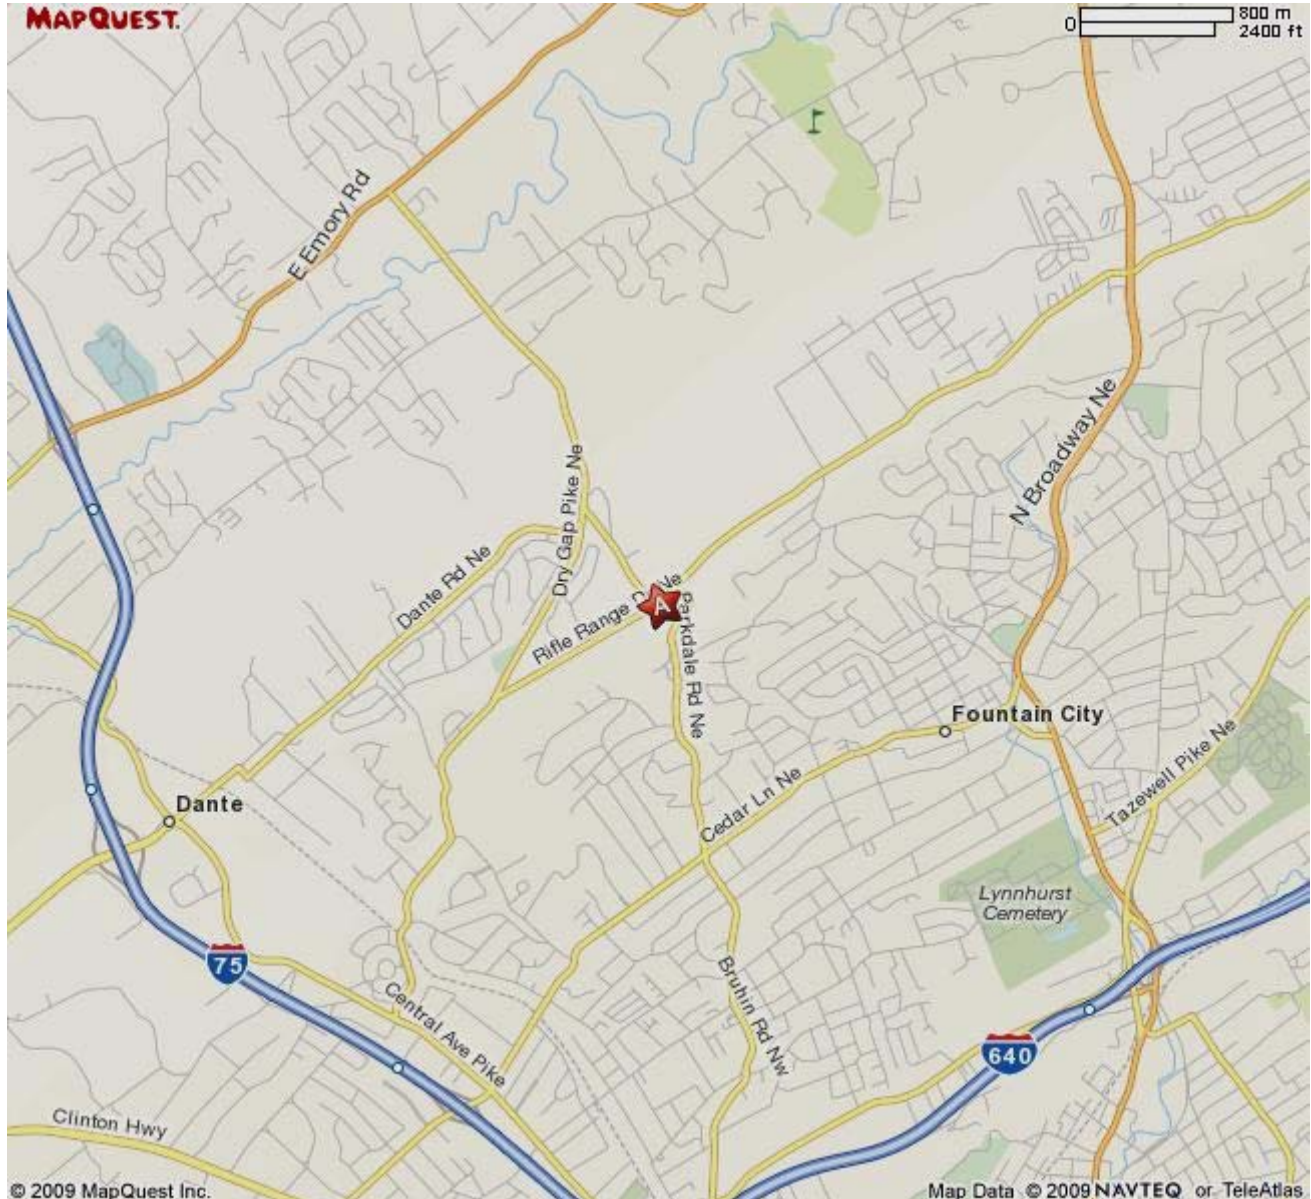 MAPQUEST.
0
800 m
2400 ft
E Emory Rd
N Broadway Ne
Dry Gap Pike Ne
Dante Rd Ne
Rifle Range D Ne
A
Parkdale Rd Ne
Fountain City
Tazewell Pike Ne
Dante
Cedar Ln Ne
Lynnhurst
Cemetery
75
Bruhin Rd Nw
Central Ave Pike
640
Clinton Hwy
© 2009 MapQuest Inc.
Map Data © 2009 NAVTEQ or TeleAtlas